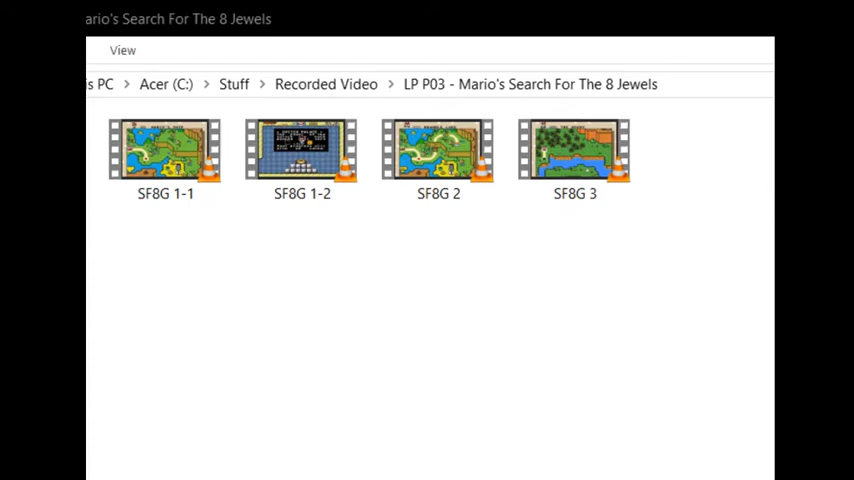 ario's Search For The 8 Jewels
View
is PC > Acer (C:) > Stuff > Recorded Video > LP P03 - Mario's Search For The 8 Jewels
SF8G 1-1 SF8G 1-2 SF8G 2 SF8G 3